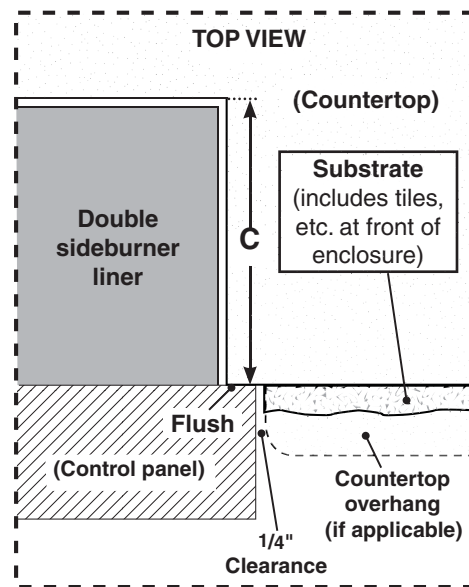 TOP VIEW
(Countertop)
Substrate
(includes tiles,
etc. at front of
enclosure)
Double
sideburner
liner
C
Flush
(Control panel)
Countertop
overhang
(if applicable)
1/4"
Clearance